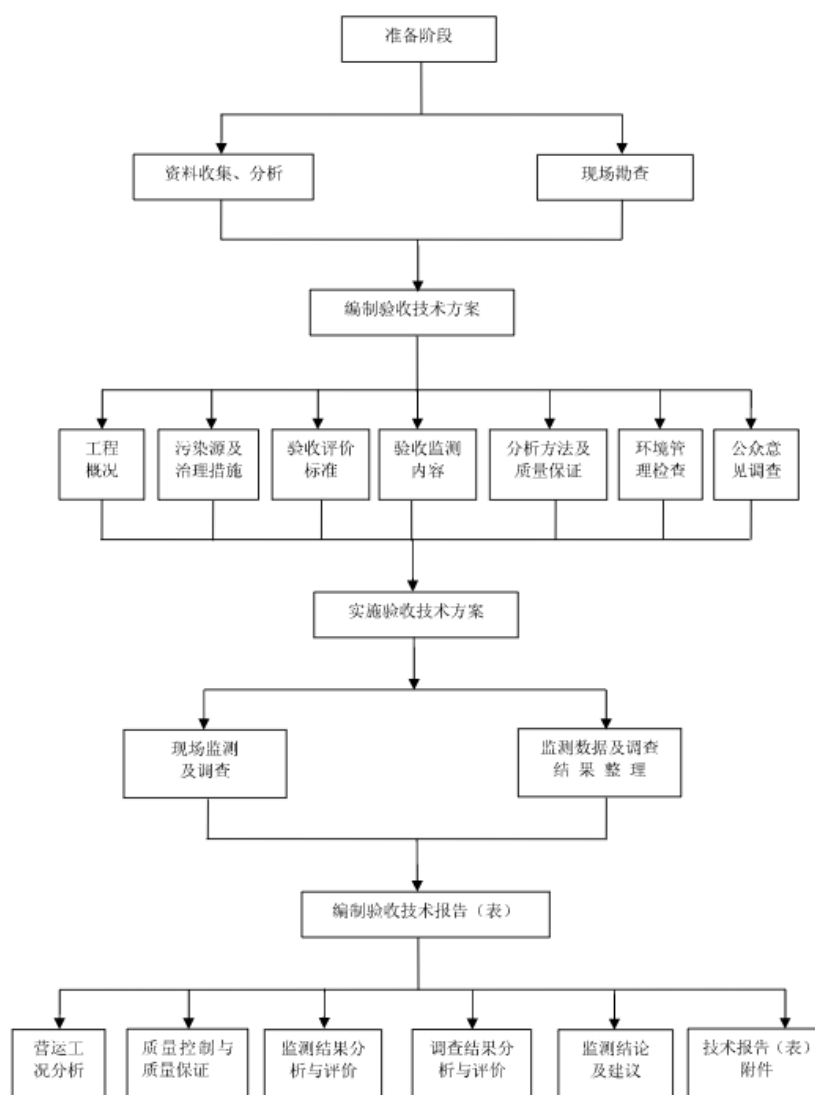 准备阶段
资料收集、分析
现场勘查
编制验收技术方案
工程
概况
污染源及
治理措施
验收评价
标准
验收监测
内容
分析方法及
质量保证
环境管
理检查
公众意
见调查
实施验收技术方案
现场监测
及调查
监测数据及调查
结 果 整 理
编制验收技术报告（表）
营运工
况分析
质量控制与
质量保证
监测结果分
析与评价
调查结果分
析与评价
监测结论
及建议
技术报告（表）
附件